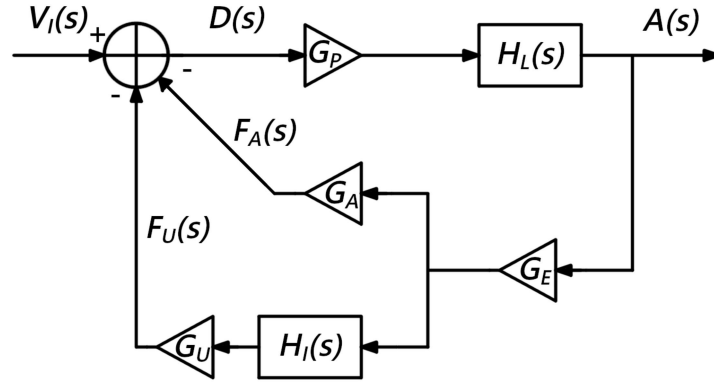 V_I(s) + D(s) G_P H_L(s) A(s)
-
-
F_A(s)
G_A
F_U(s)
G_E
G_U H_I(s)